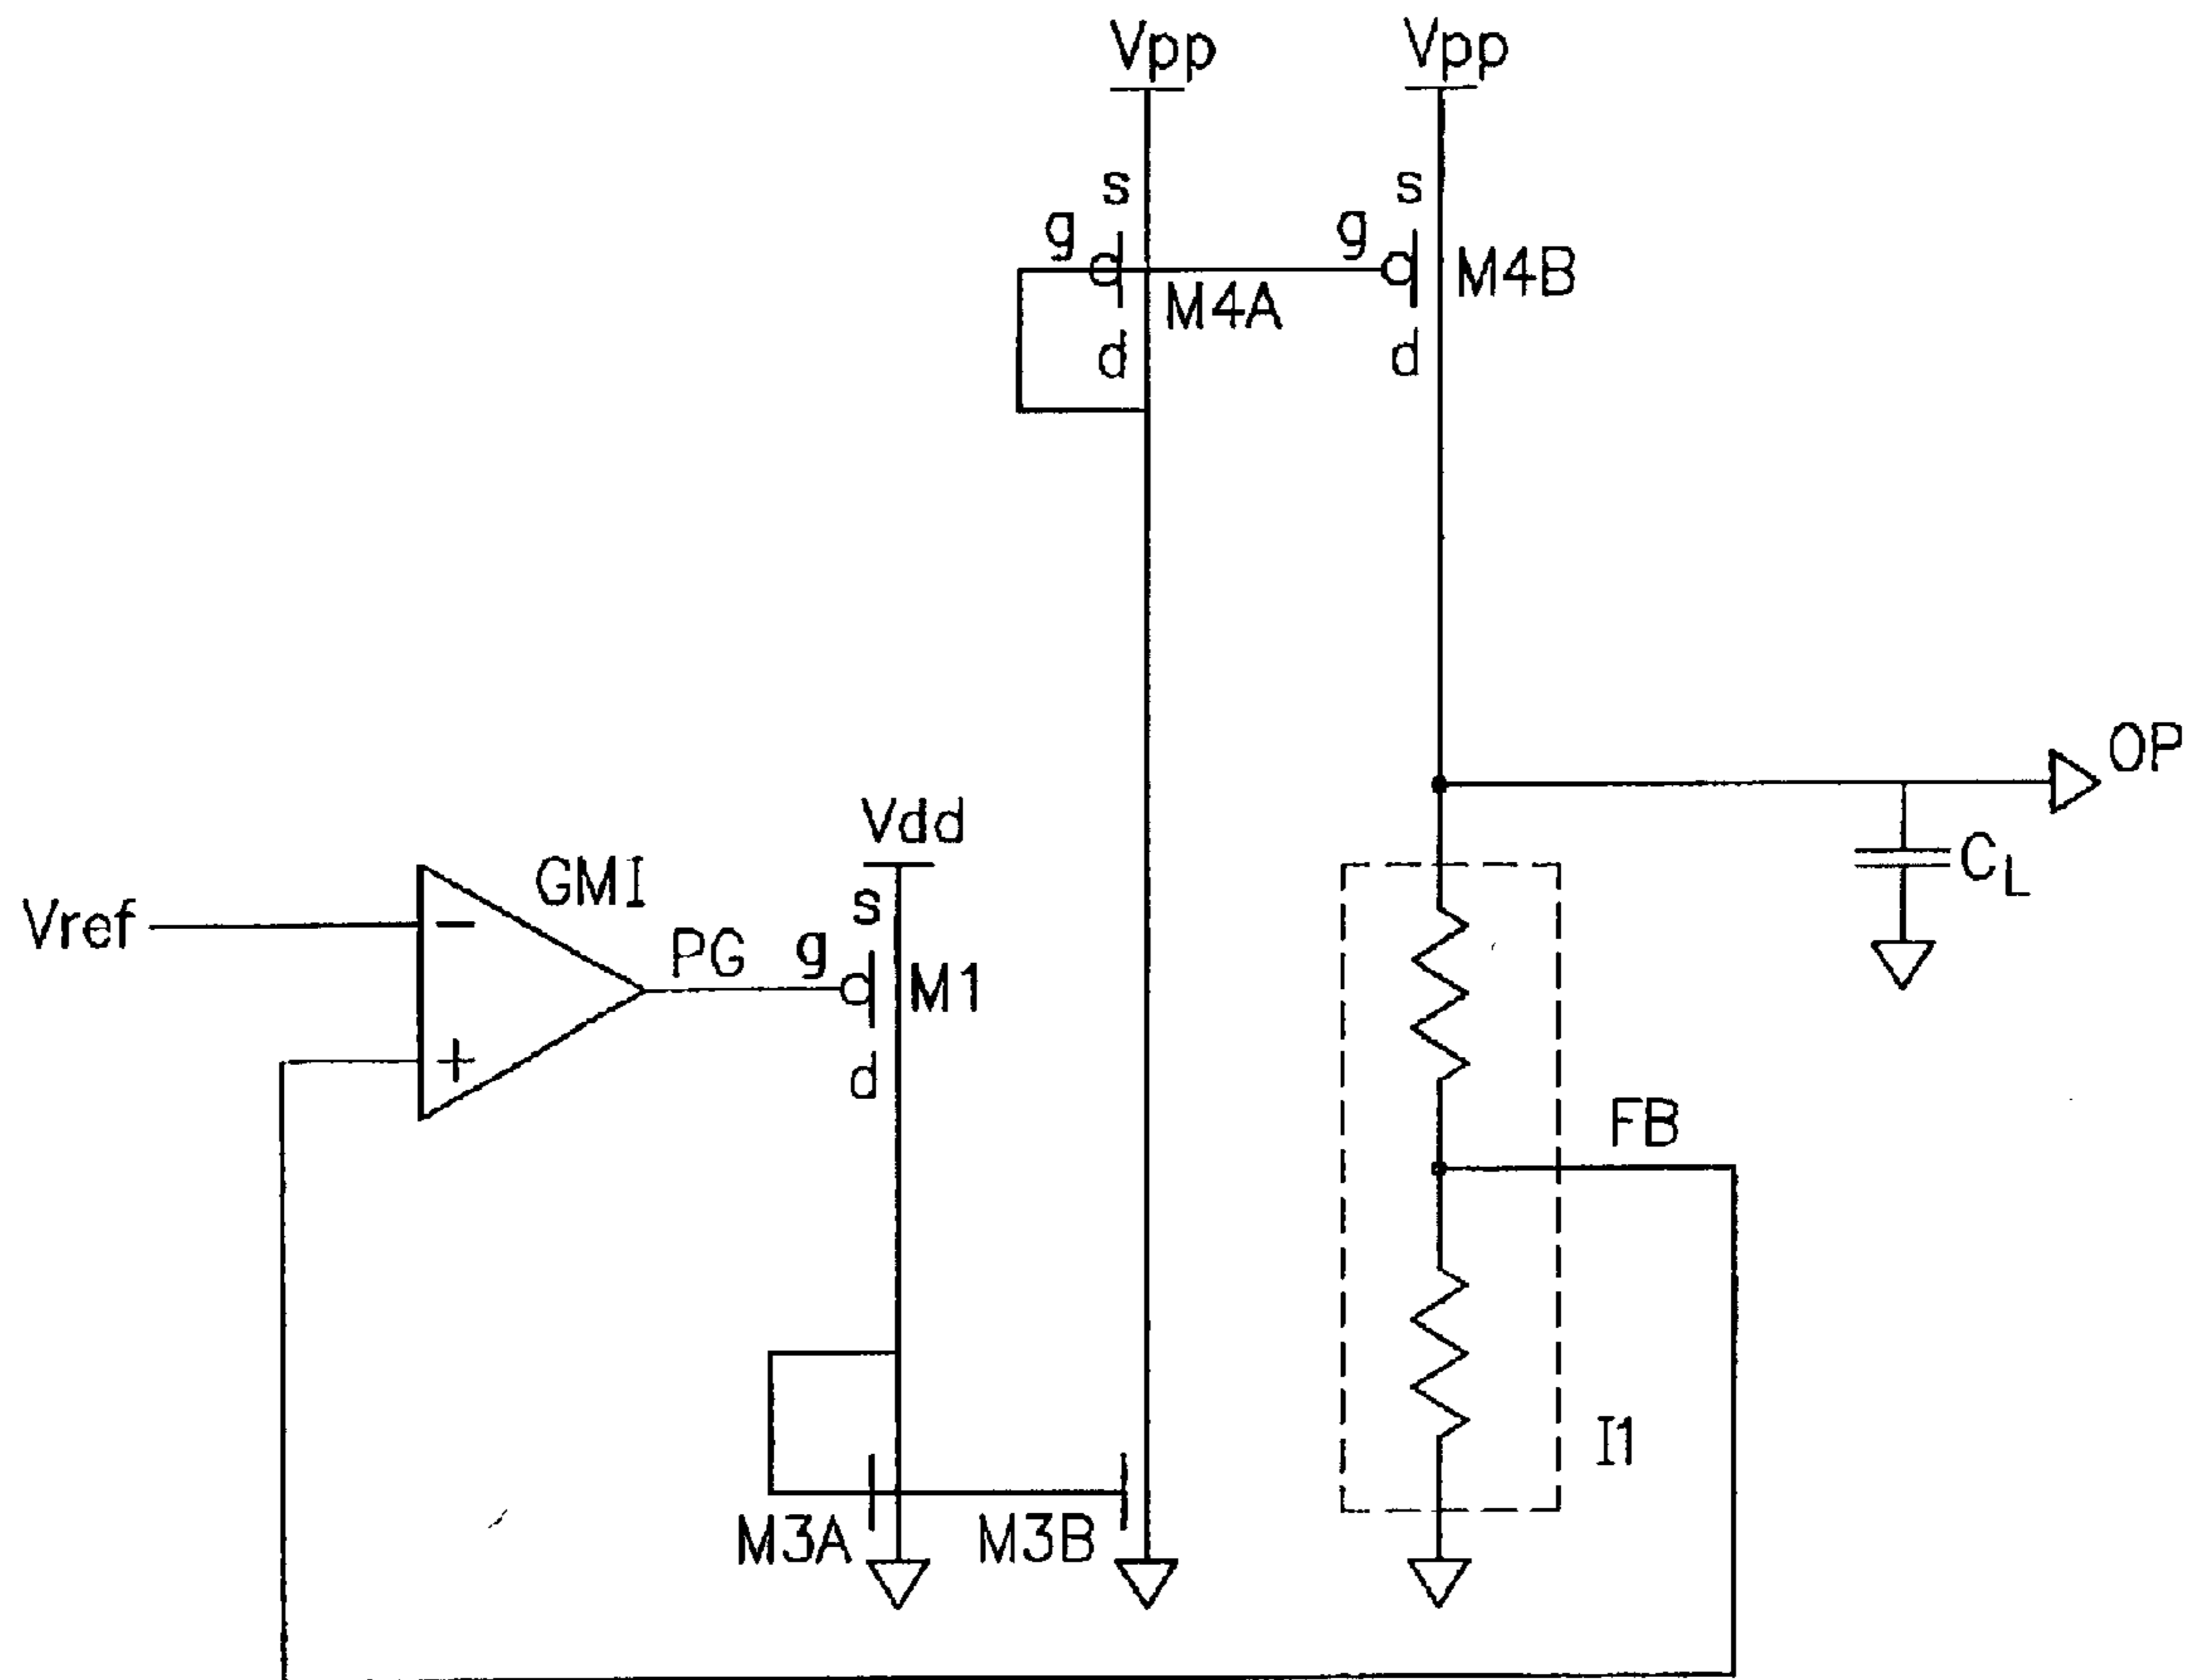 Vpp
Vpp
s
s
g
g
M4A
M4B
d
d
OP
Vdd
CL
GMI
s
Vref
−
PG
g
M1
+
d
FB
I1
M3A
M3B